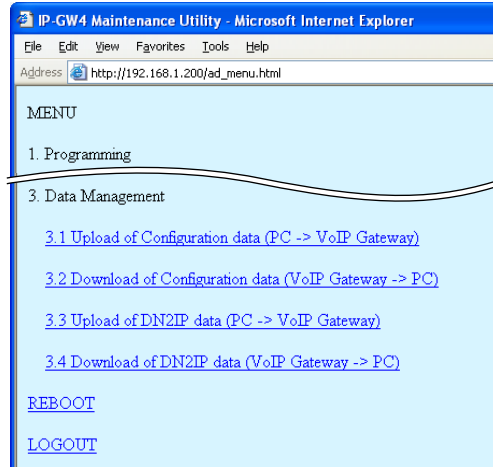 IP-GW4 Maintenance Utility - Microsoft Internet Explorer
File Edit View Favorites Tools Help
Address http://192.168.1.200/ad_menu.html
MENU
1. Programming
3. Data Management
3.1 Upload of Configuration data (PC -> VoIP Gateway)
3.2 Download of Configuration data (VoIP Gateway -> PC)
3.3 Upload of DN2IP data (PC -> VoIP Gateway)
3.4 Download of DN2IP data (VoIP Gateway -> PC)
REBOOT
LOGOUT